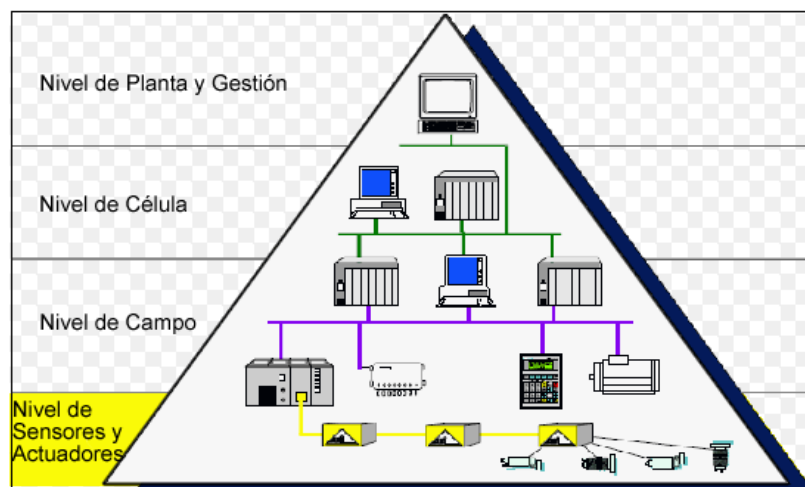 Nivel de Planta y Gestión
Nivel de Célula
Nivel de Campo
Nivel de
Sensores y
Actuadores